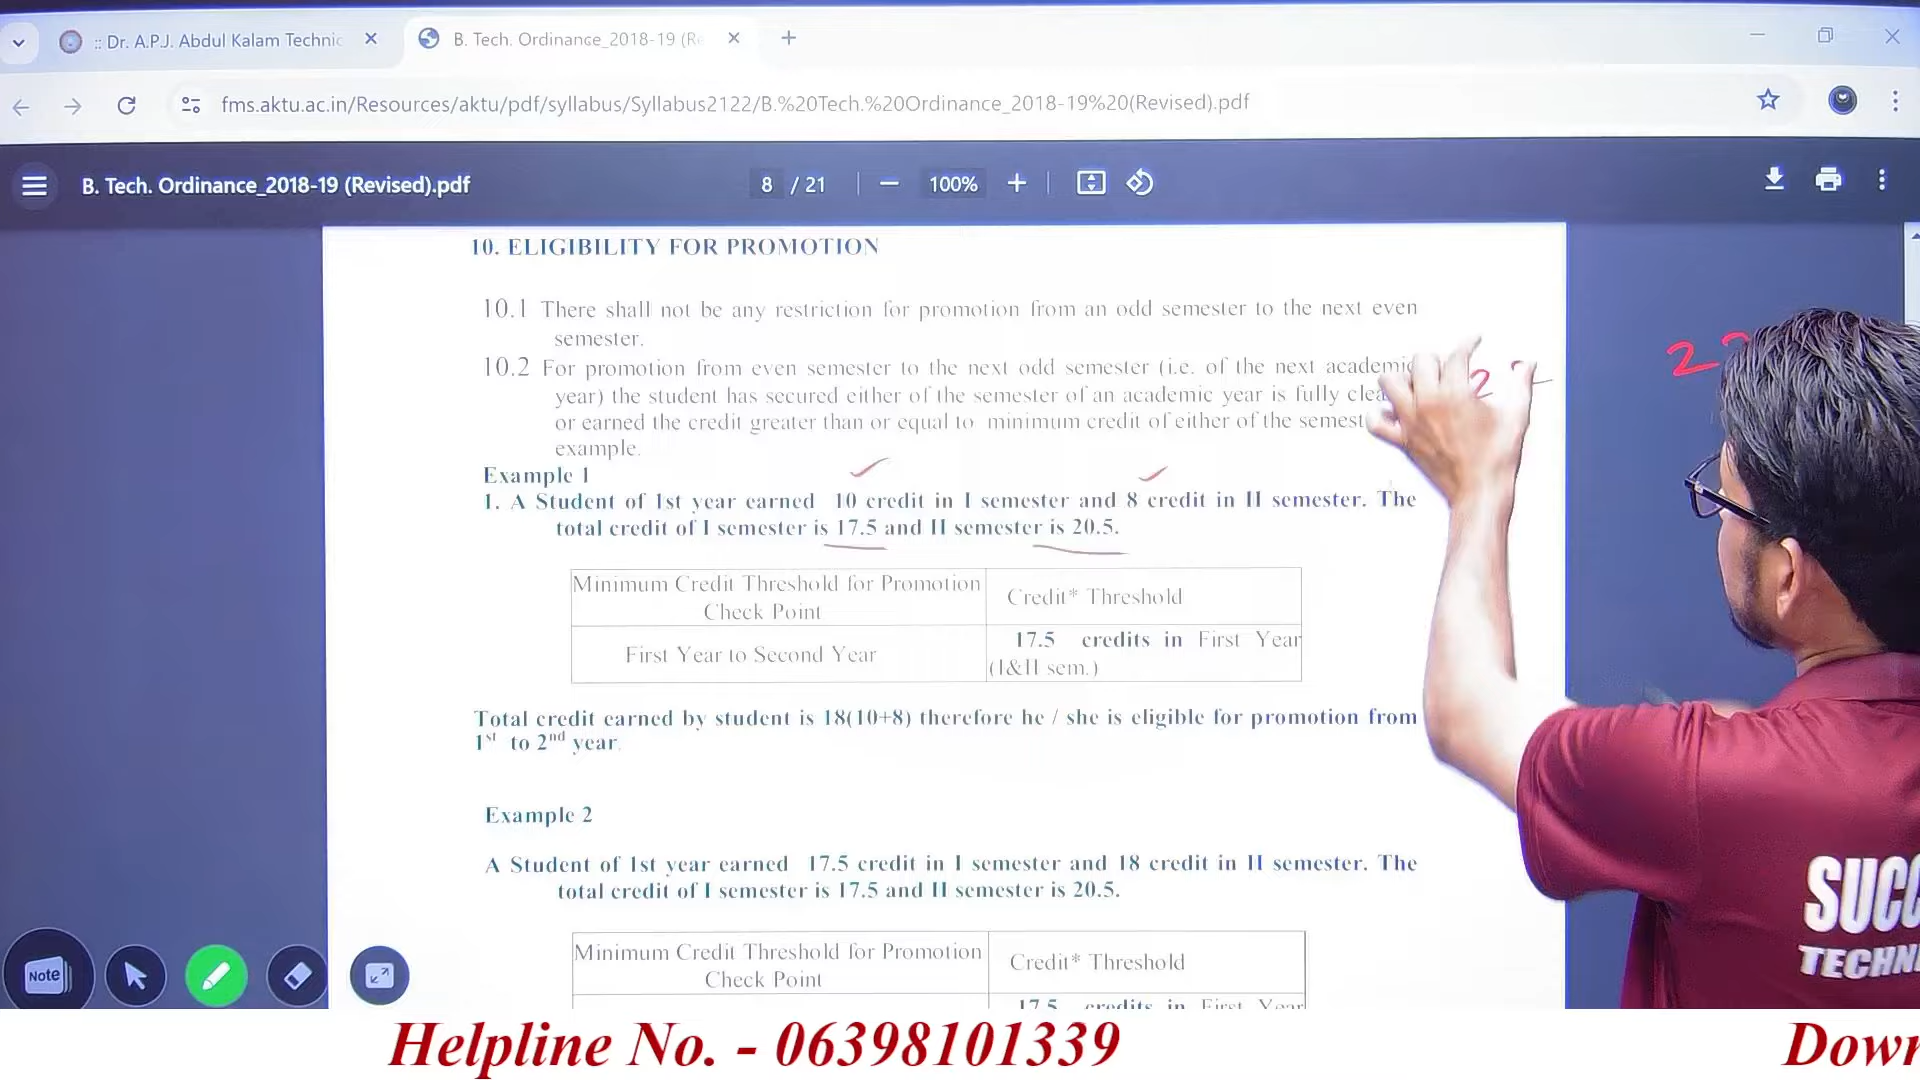 :: Dr. A.P.J. Abdul Kalam Technic
B. Tech. Ordinance_2018-19 (Re
fms.aktu.ac.in/Resources/aktu/pdf/syllabus/Syllabus2122/B.%20Tech.%20Ordinance_2018-19%20(Revised).pdf
B. Tech. Ordinance_2018-19 (Revised).pdf
8 / 21
100%
10. ELIGIBILITY FOR PROMOTION
10.1 There shall not be any restriction for promotion from an odd semester to the next even
semester.
10.2 For promotion from even semester to the next odd semester (i.e. of the next academic
year) the student has secured either of the semester of an academic year is fully clea
or earned the credit greater than or equal to minimum credit of either of the semest
example.
Example 1
1. A Student of 1st year earned 10 credit in I semester and 8 credit in II semester. The
total credit of I semester is 17.5 and II semester is 20.5.
Minimum Credit Threshold for Promotion
Check Point
Credit* Threshold
First Year to Second Year
17.5 credits in First Year
(I&II sem.)
Total credit earned by student is 18(10+8) therefore he / she is eligible for promotion from
1st to 2nd year.
Example 2
A Student of 1st year earned 17.5 credit in I semester and 18 credit in II semester. The
total credit of I semester is 17.5 and II semester is 20.5.
Minimum Credit Threshold for Promotion
Check Point
Credit* Threshold
17.5 credits in First Year
Note
SUCC
TECHN
Helpline No. - 06398101339
Down